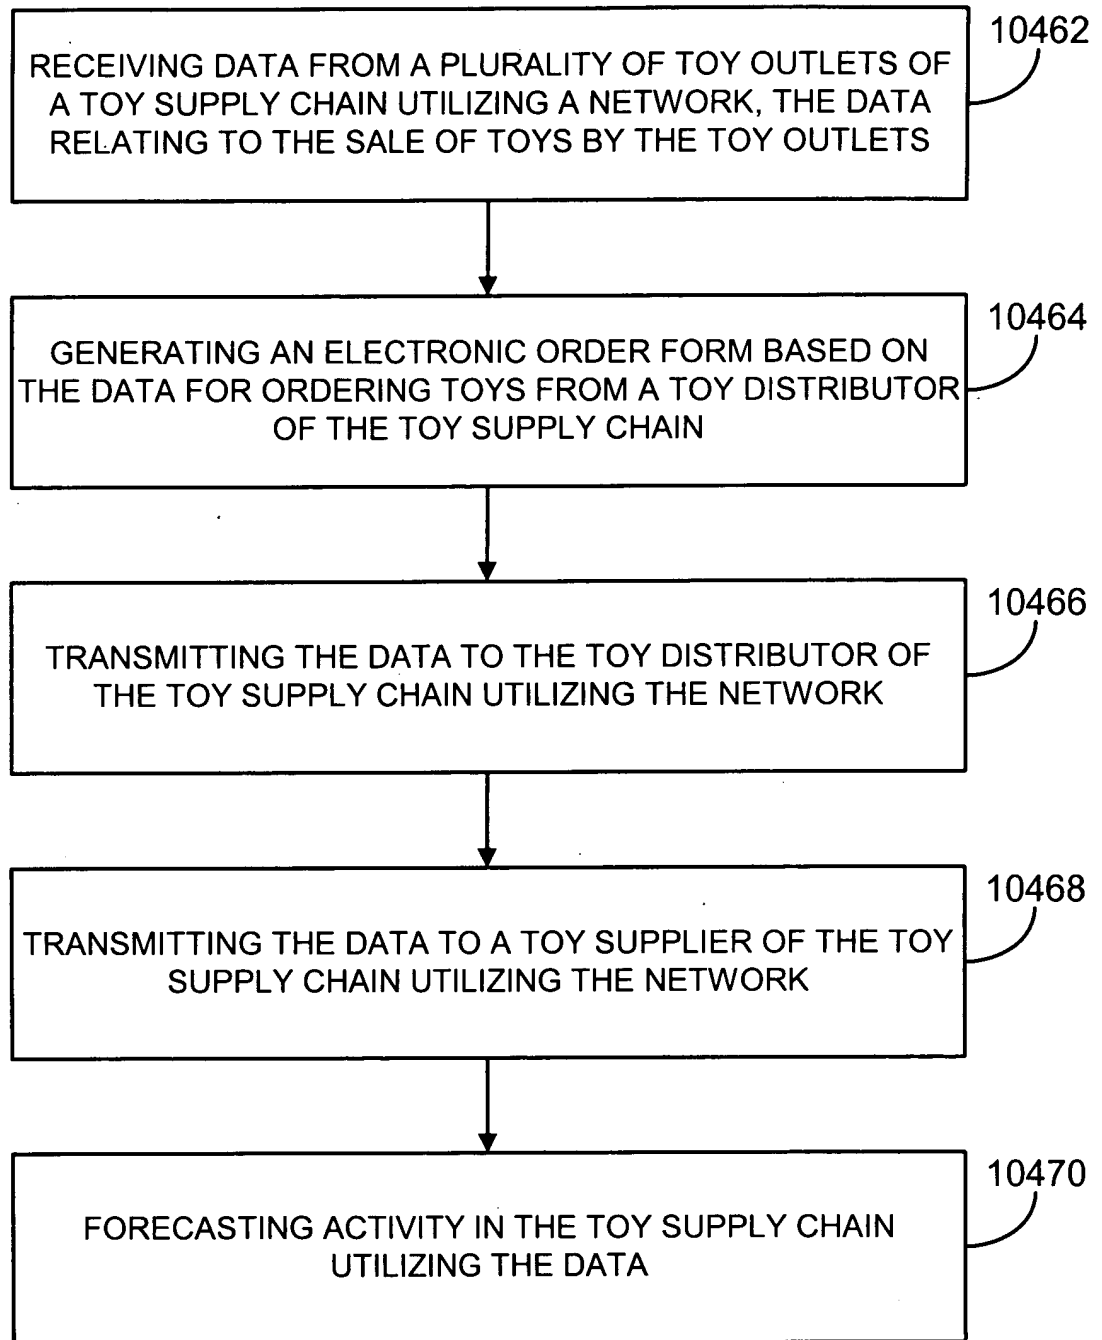 10462
RECEIVING DATA FROM A PLURALITY OF TOY OUTLETS OF
A TOY SUPPLY CHAIN UTILIZING A NETWORK, THE DATA
RELATING TO THE SALE OF TOYS BY THE TOY OUTLETS
10464
GENERATING AN ELECTRONIC ORDER FORM BASED ON
THE DATA FOR ORDERING TOYS FROM A TOY DISTRIBUTOR
OF THE TOY SUPPLY CHAIN
10466
TRANSMITTING THE DATA TO THE TOY DISTRIBUTOR OF
THE TOY SUPPLY CHAIN UTILIZING THE NETWORK
10468
TRANSMITTING THE DATA TO A TOY SUPPLIER OF THE TOY
SUPPLY CHAIN UTILIZING THE NETWORK
10470
FORECASTING ACTIVITY IN THE TOY SUPPLY CHAIN
UTILIZING THE DATA